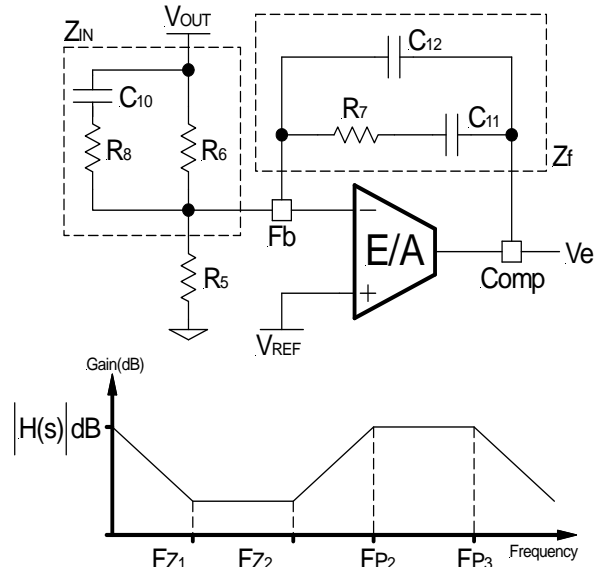 ZIN
VOUT
C12
C10
R7
C11
R8
R6
Zf
Fb
E/A
Ve
Comp
R5
VREF
Gain(dB)
|H(s)| dB
FZ1
FZ2
FP2
FP3
Frequency